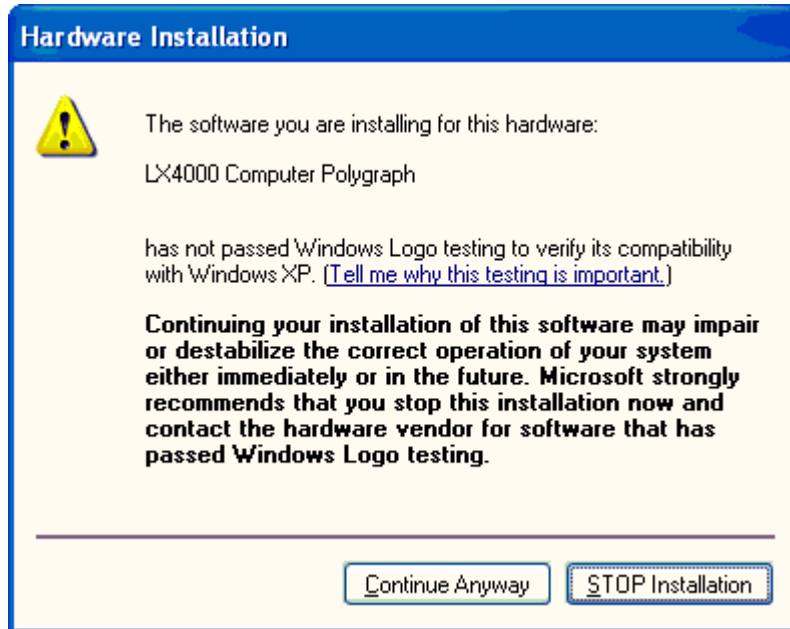 Hardware Installation
The software you are installing for this hardware:
LX4000 Computer Polygraph
has not passed Windows Logo testing to verify its compatibility
with Windows XP. (Tell me why this testing is important.)
Continuing your installation of this software may impair
or destabilize the correct operation of your system
either immediately or in the future. Microsoft strongly
recommends that you stop this installation now and
contact the hardware vendor for software that has
passed Windows Logo testing.
Continue Anyway
STOP Installation